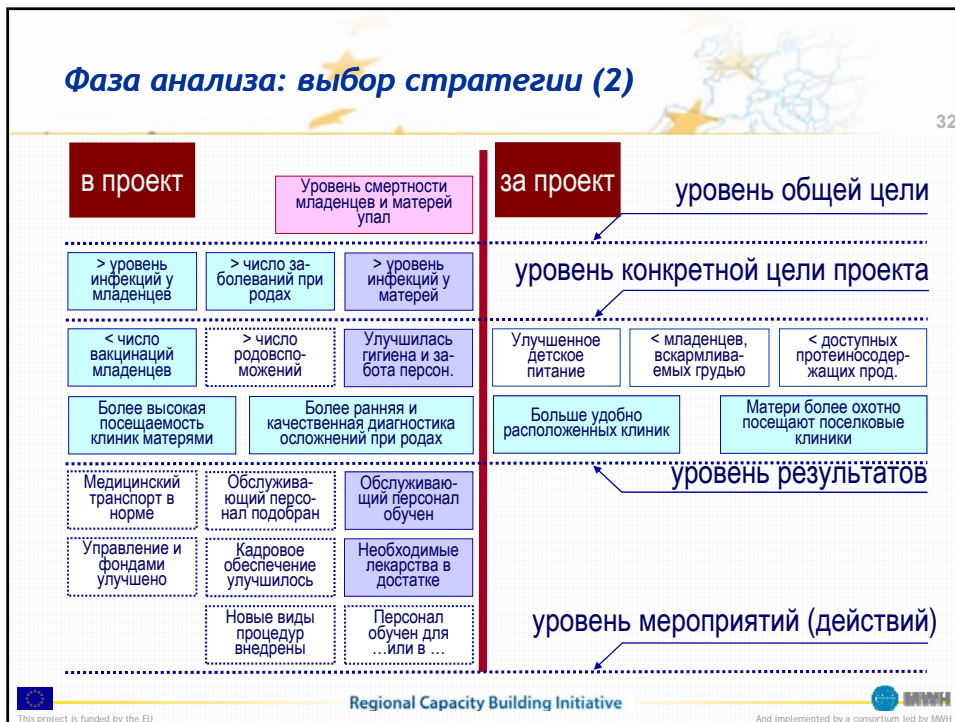 Фаза анализа: выбор стратегии (2)
32
в проект
Уровень смертности
младенцев и матерей
упал
за проект
уровень общей цели
> уровень
инфекций у
младенцев
> число за-
болеваний при
родах
> уровень
инфекций у
матерей
уровень конкретной цели проекта
< число
вакцинаций
младенцев
> число
родовспо-
можений
Улучшилась
гигиена и за-
бота персон.
Улучшенное
детское
питание
< младенцев,
вскармлива-
емых грудью
< доступных
протеиносодер-
жащих прод.
Более высокая
посещаемость
клиник матерями
Более ранняя и
качественная диагностика
осложнений при родах
Больше удобно
расположенных клиник
Матери более охотно
посещают поселковые
клиники
уровень результатов
Медицинский
транспорт в
норме
Обслужива-
ющий персо-
нал подобран
Обслуживаю-
щий персонал
обучен
Управление и
фондами
улучшено
Кадровое
обеспечение
улучшилось
Необходимые
лекарства в
достатке
Новые виды
процедур
внедрены
Персонал
обучен для
...или в ...
уровень мероприятий (действий)
Regional Capacity Building Initiative
MWH
This project is funded by the EU
And implemented by a consortium led by MWH